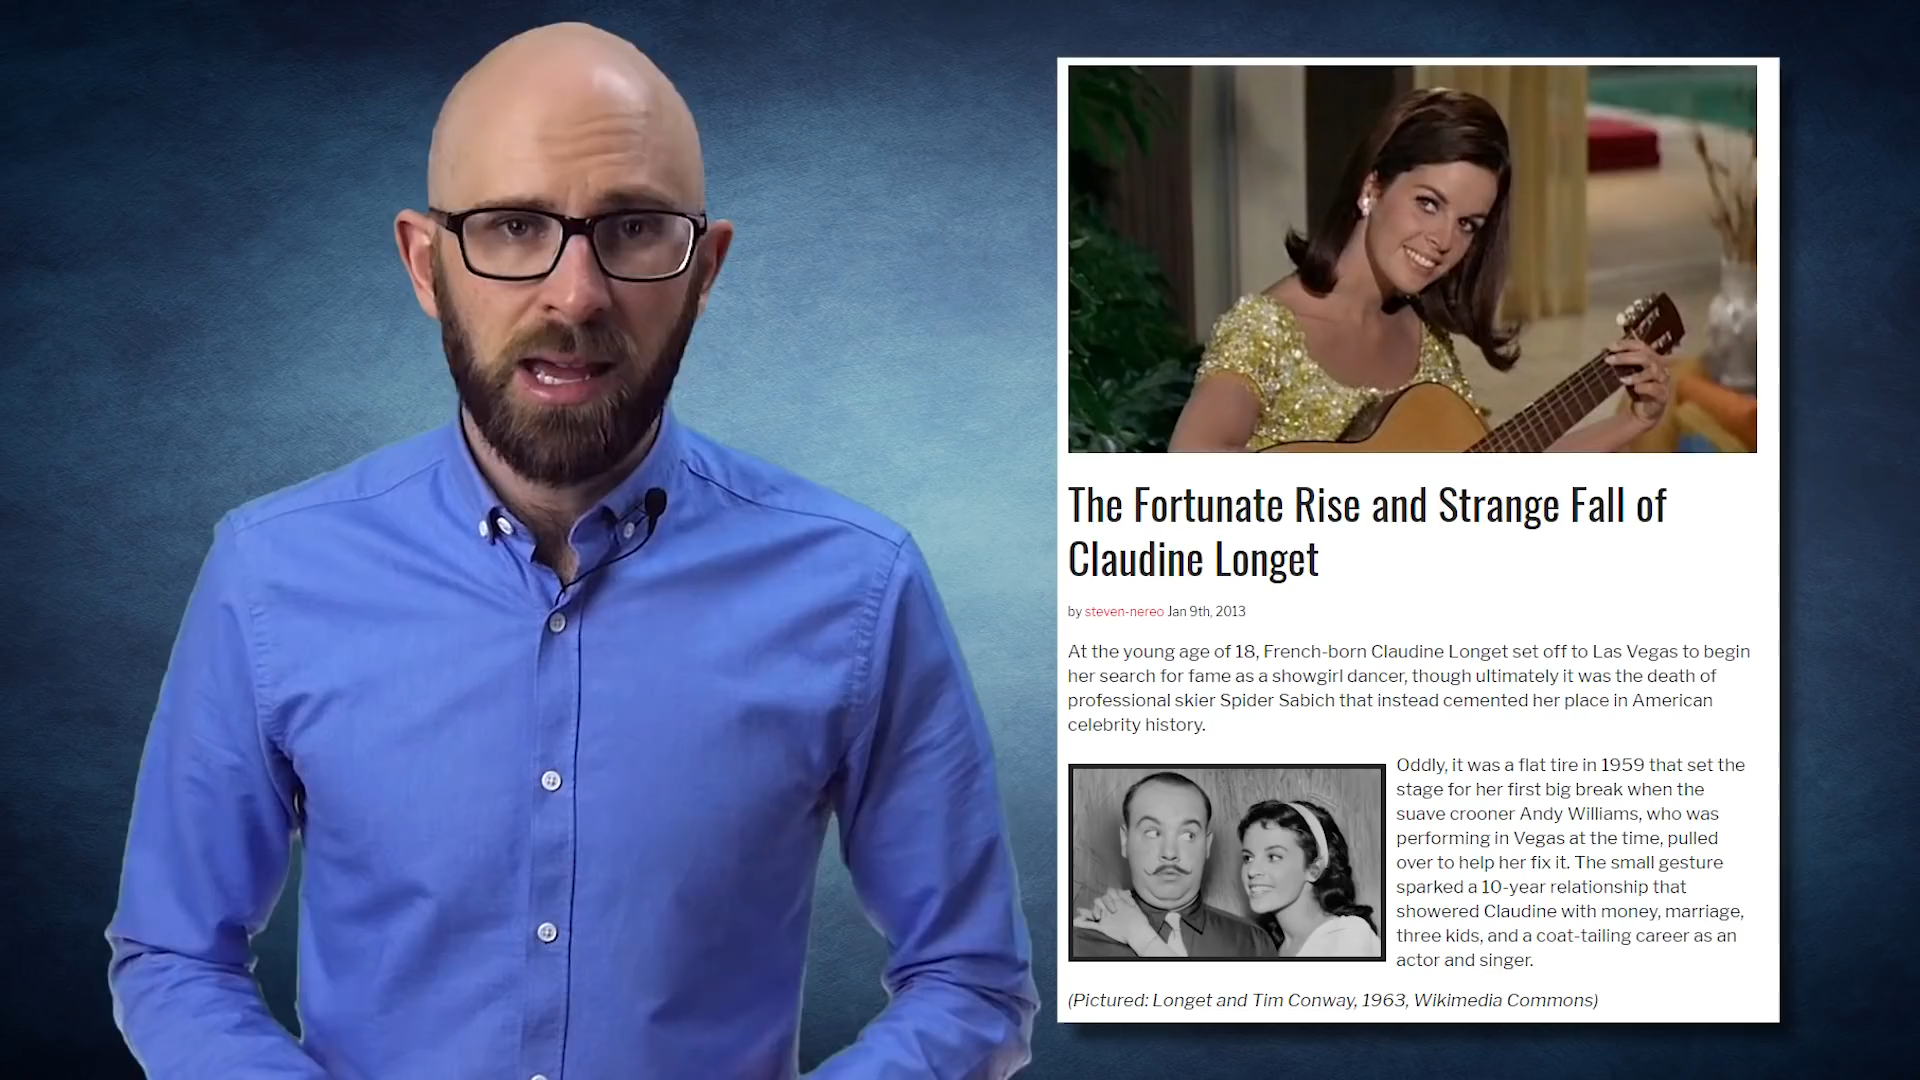 The Fortunate Rise and Strange Fall of
Claudine Longet
by steven-nereo Jan 9th, 2013
At the young age of 18, French-born Claudine Longet set off to Las Vegas to begin
her search for fame as a showgirl dancer, though ultimately it was the death of
professional skier Spider Sabich that instead cemented her place in American
celebrity history.
Oddly, it was a flat tire in 1959 that set the
stage for her first big break when the
suave crooner Andy Williams, who was
performing in Vegas at the time, pulled
over to help her fix it. The small gesture
sparked a 10-year relationship that
showered Claudine with money, marriage,
three kids, and a coat-tailing career as an
actor and singer.
(Pictured: Longet and Tim Conway, 1963, Wikimedia Commons)